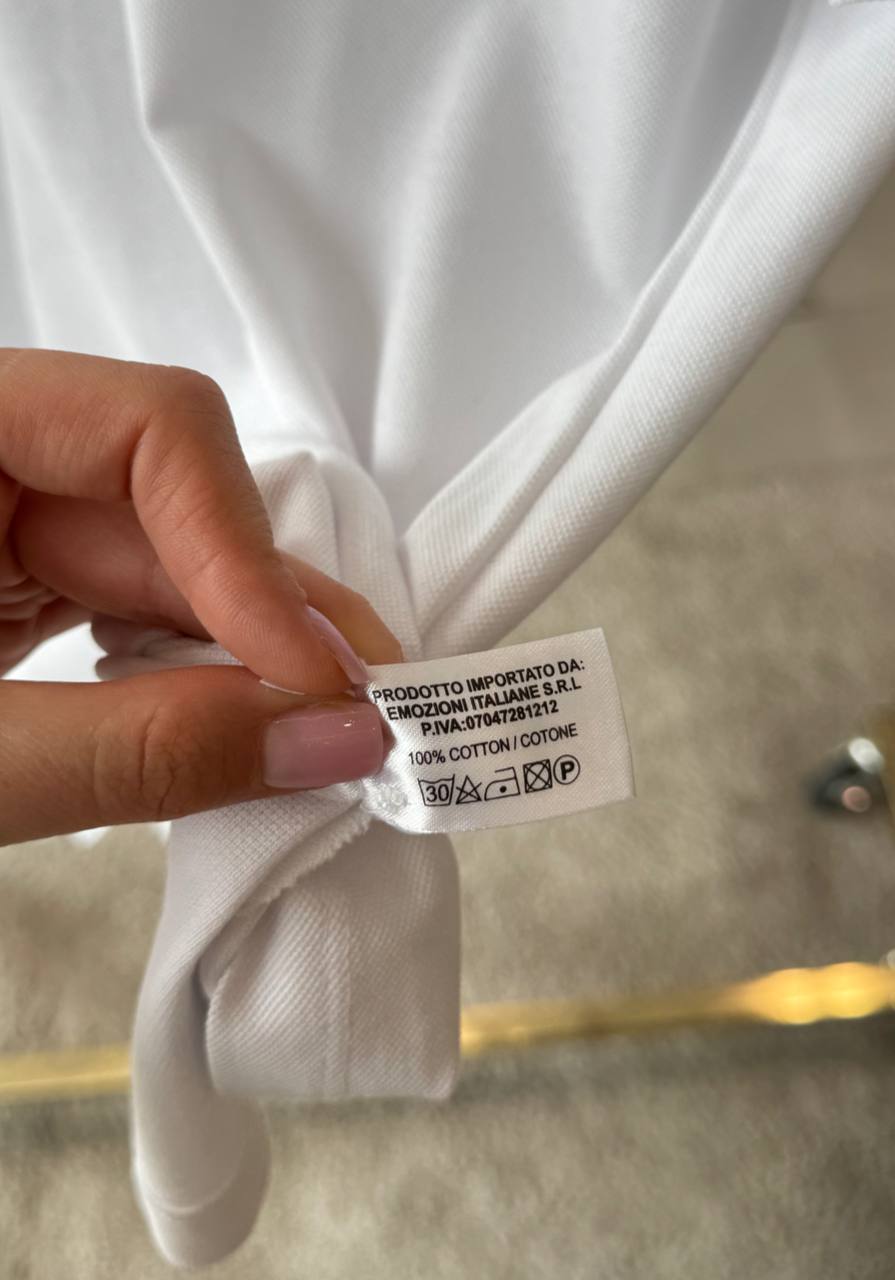 PRODOTTO IMPORTATO DA:
EMOZIONI ITALIANE S.R.L
P.IVA:07047281212
100% COTTON / COTONE
30 P